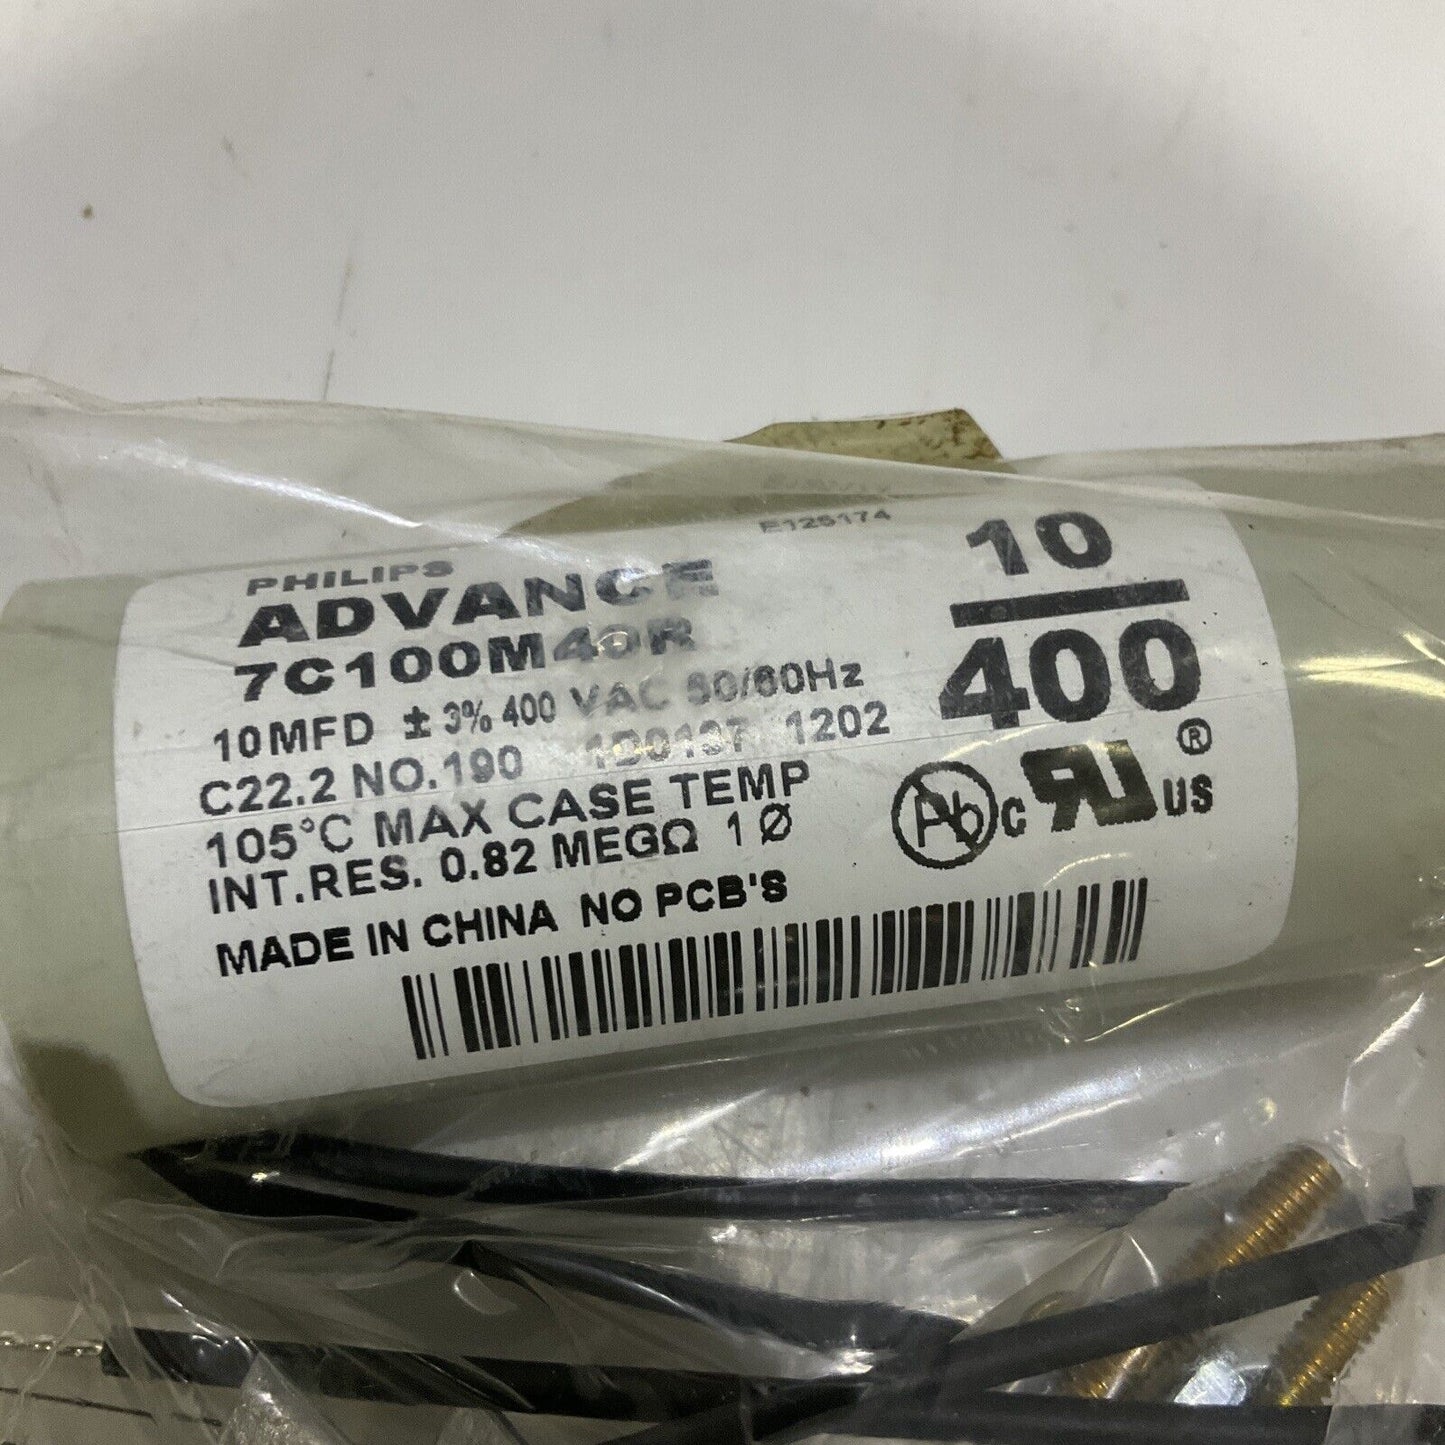 E125174
PHILIPS
ADVANCE
7C100M40R
10MFD ± 3% 400 VAC 50/60Hz
C22.2 NO.190 1202
105°C MAX CASE TEMP
INT.RES. 0.82 MEGΩ 1 Ø
MADE IN CHINA NO PCB'S
10
400
Pb
c RU US ®